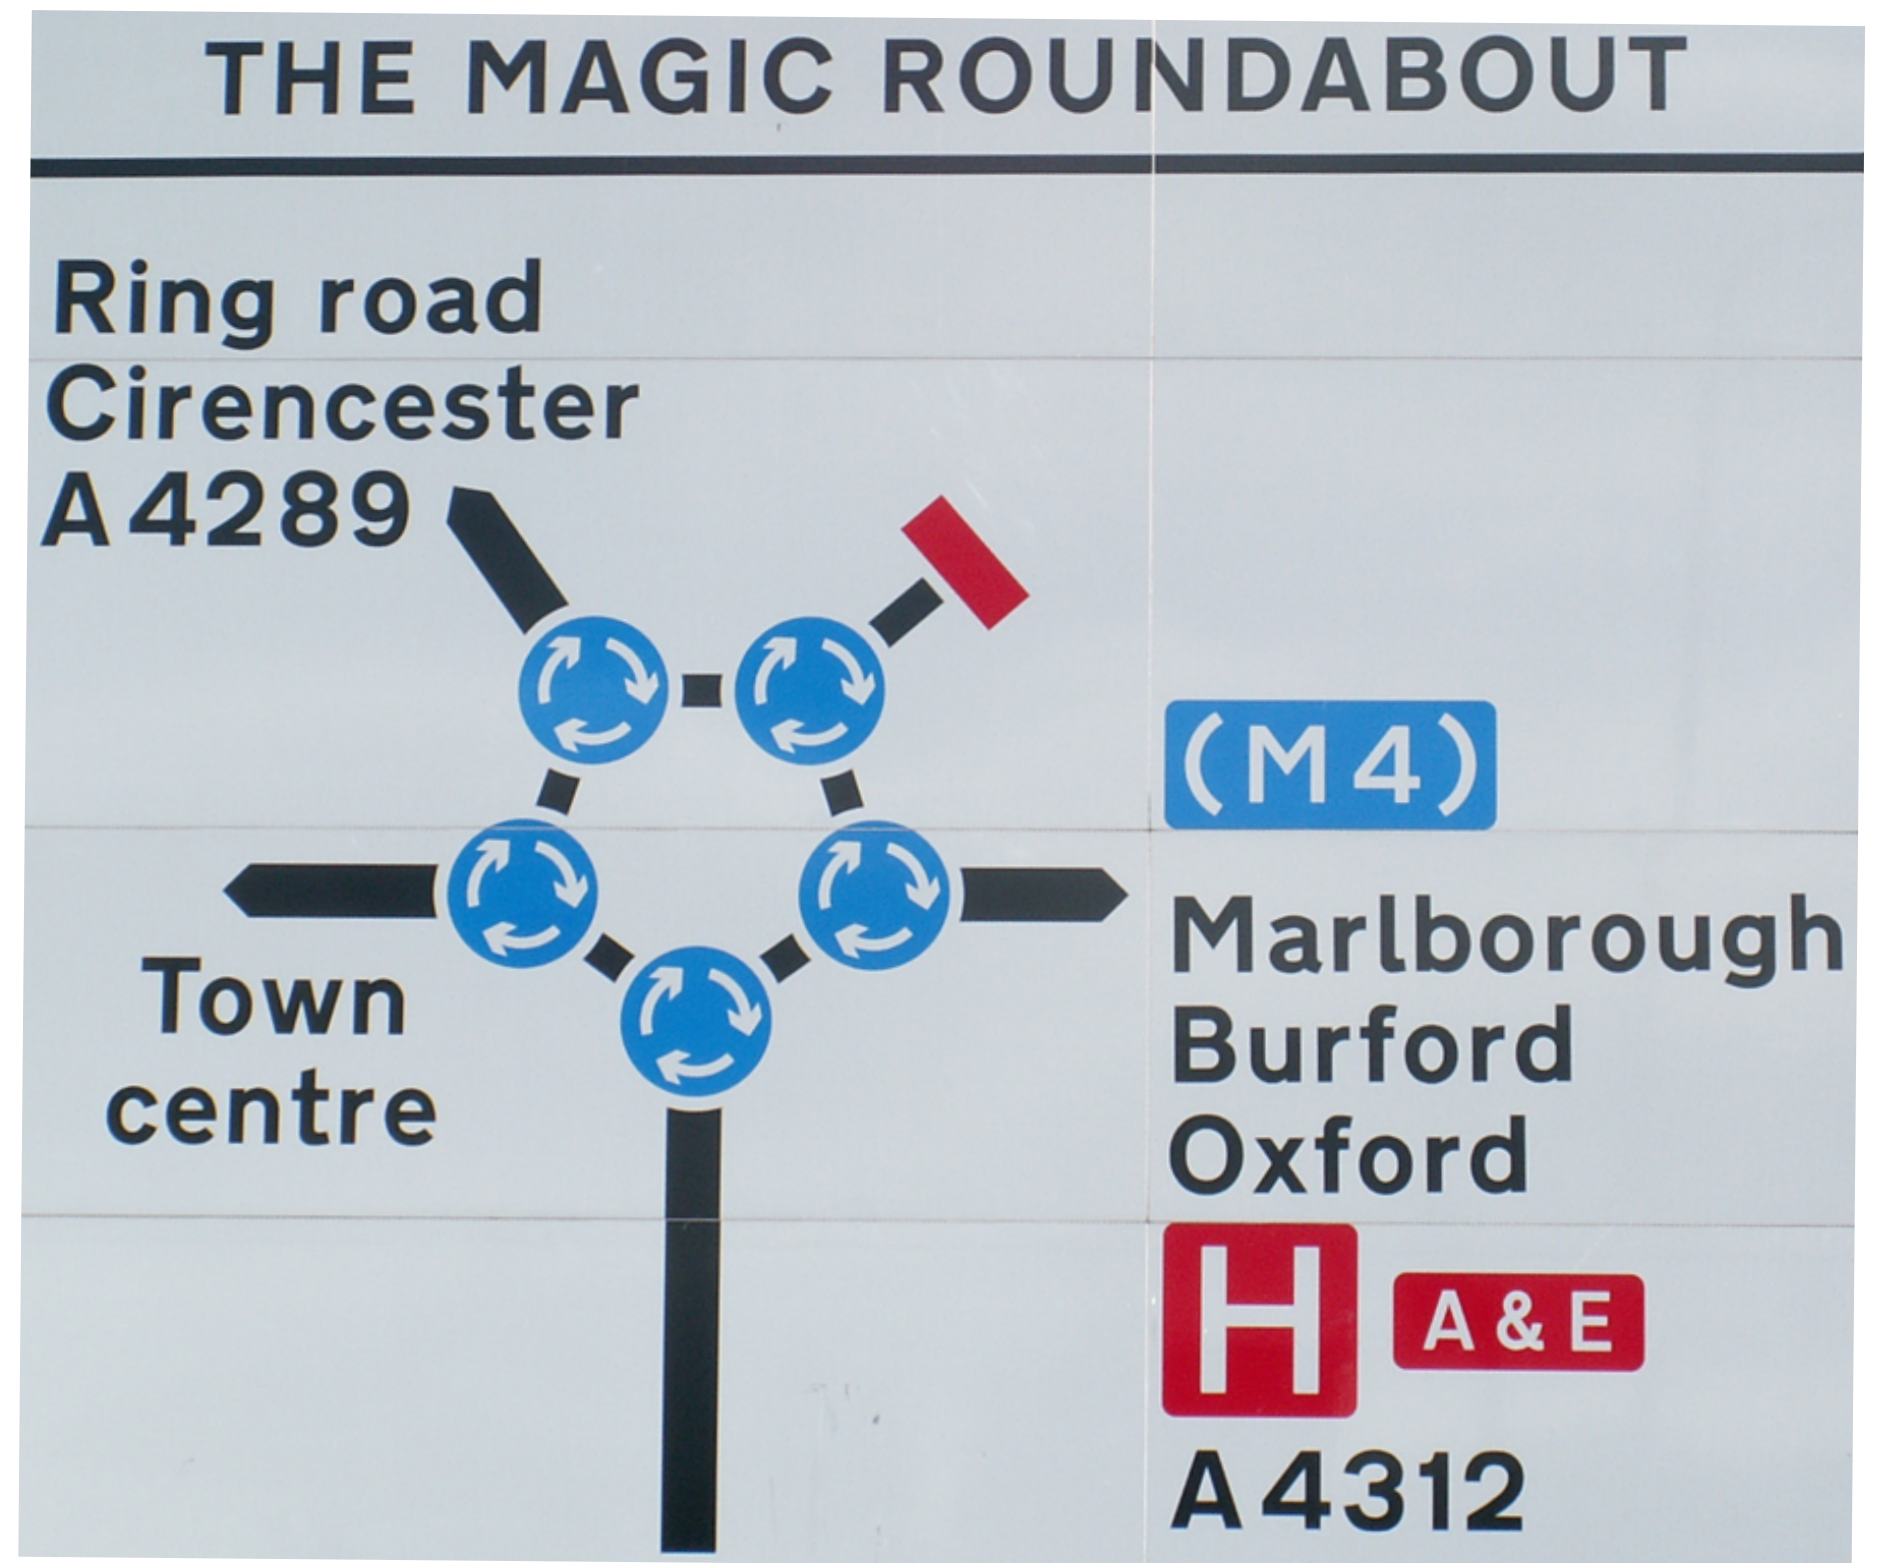 THE MAGIC ROUNDABOUT
Ring road
Cirencester
A4289
Town
centre
(M4)
Marlborough
Burford
Oxford
H A&E
A4312